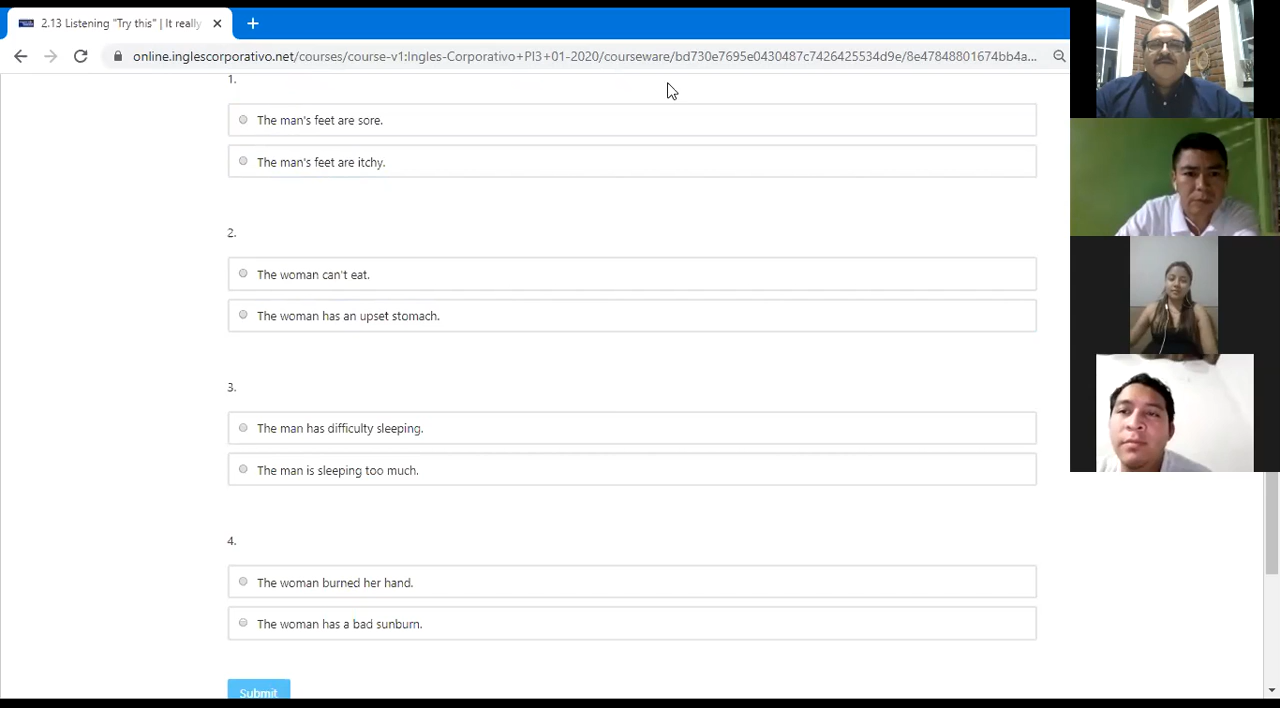 2.13 Listening "Try this" | It really
online.inglescorporativo.net/courses/course-v1:Ingles-Corporativo+PI3+01-2020/courseware/bd730e7695e0430487c7426425534d9e/8e47848801674bb4a...
1.
The man's feet are sore.
The man's feet are itchy.
2.
The woman can't eat.
The woman has an upset stomach.
3.
The man has difficulty sleeping.
The man is sleeping too much.
4.
The woman burned her hand.
The woman has a bad sunburn.
Submit